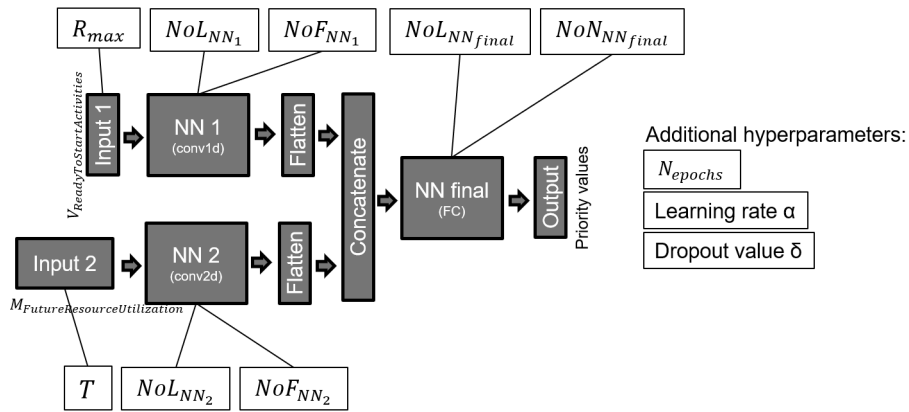 R_max
NoL_NN_1
NoF_NN_1
NoL_NN_final
NoN_NN_final
V_ReadyToStartActivities
Input 1
NN 1
(conv1d)
Flatten
Concatenate
NN final
(FC)
Output
Priority values
Input 2
M_FutureResourceUtilization
NN 2
(conv2d)
Flatten
T
NoL_NN_2
NoF_NN_2
Additional hyperparameters:
N_epochs
Learning rate α
Dropout value δ